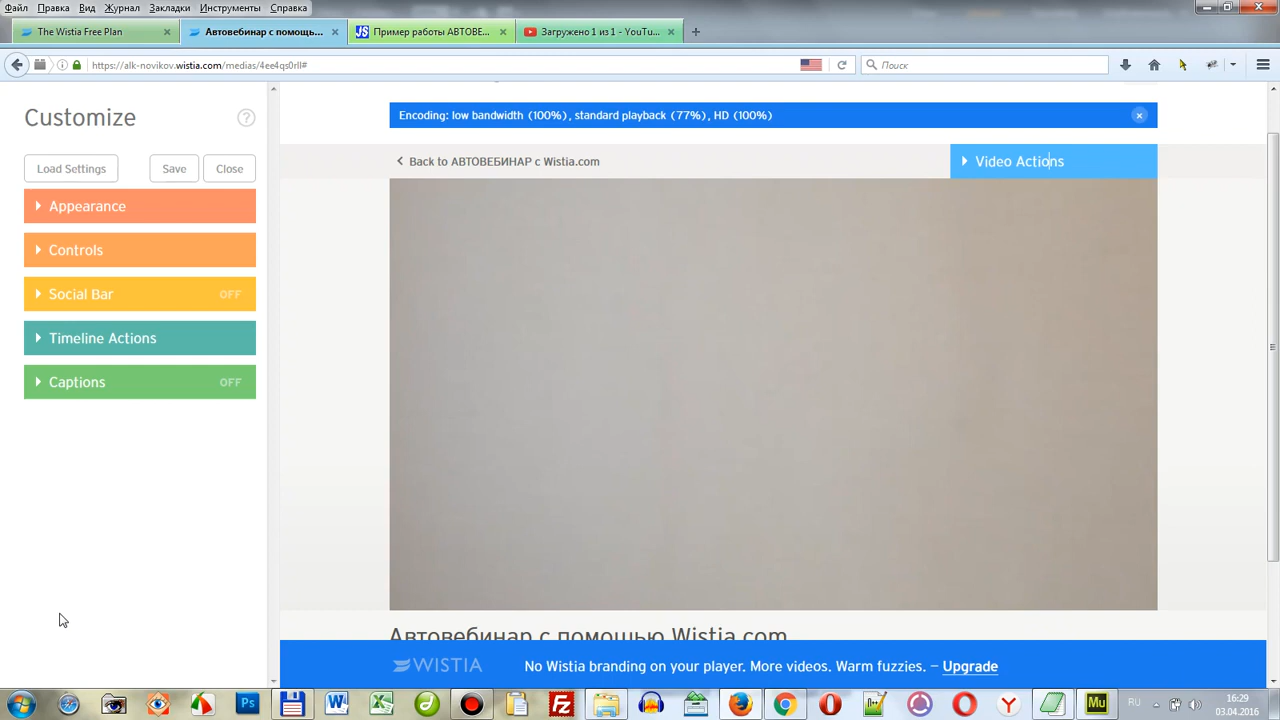 Файл Правка Вид Журнал Закладки Инструменты Справка
The Wistia Free Plan × Автовебинар с помощь... × JS Пример работы АВТОВЕ... × Загружено 1 из 1 - YouTu... × +
https://alk-novikov.wistia.com/medias/4ee4qs0rll# Поиск
Customize ?
Load Settings Save Close
Appearance
Controls
Social Bar OFF
Timeline Actions
Captions OFF
Encoding: low bandwidth (100%), standard playback (77%), HD (100%) ×
Back to АВТОВЕБИНАР с Wistia.com
Video Actions
Автовебинар с помощью Wistia.com
WISTIA No Wistia branding on your player. More videos. Warm fuzzies. – Upgrade
Ps W Fz Mu RU 16:29
03.04.2016